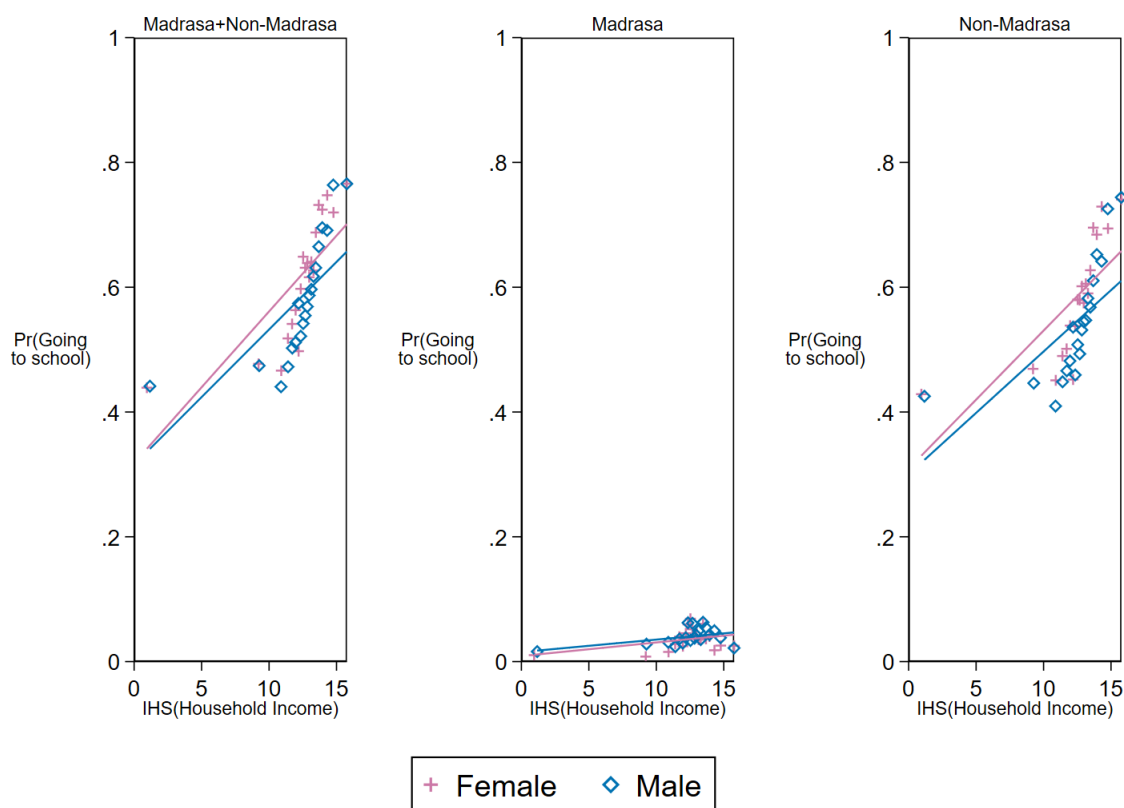 Madrasa+Non-Madrasa
1
.8
.6
Pr(Going
to school)
.4
.2
0
0 5 10 15
IHS(Household Income)
Madrasa
1
.8
.6
Pr(Going
to school)
.4
.2
0
0 5 10 15
IHS(Household Income)
Non-Madrasa
1
.8
.6
Pr(Going
to school)
.4
.2
0
0 5 10 15
IHS(Household Income)
Female Male